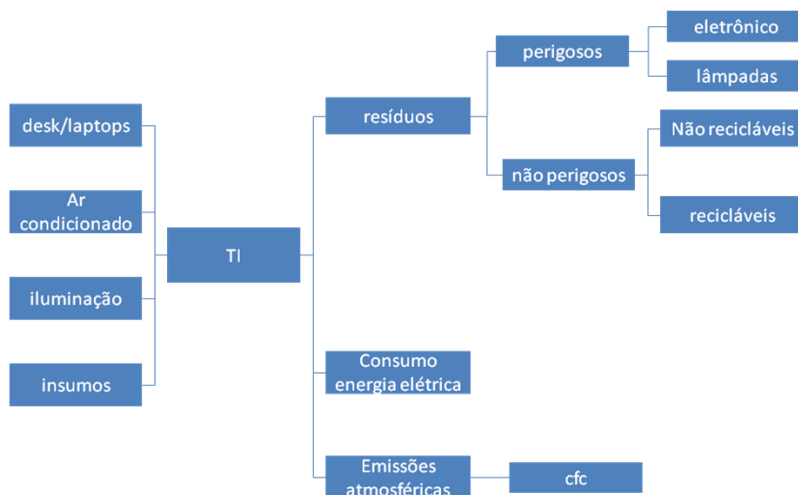 desk/laptops
Ar
condicionado
iluminação
insumos
TI
resíduos
Consumo
energia elétrica
Emissões
atmosféricas
perigosos
não perigosos
cfc
eletrônico
lâmpadas
Não recicláveis
recicláveis